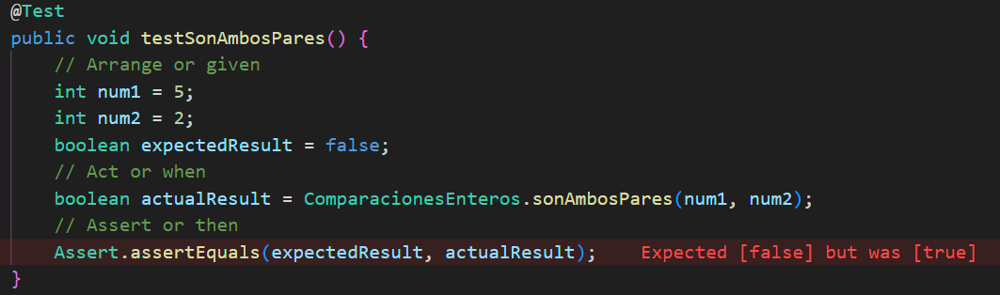 @Test
public void testSonAmbosPares() {
    // Arrange or given
    int num1 = 5;
    int num2 = 2;
    boolean expectedResult = false;
    // Act or when
    boolean actualResult = ComparacionesEnteros.sonAmbosPares(num1, num2);
    // Assert or then
    Assert.assertEquals(expectedResult, actualResult);    Expected [false] but was [true]
}